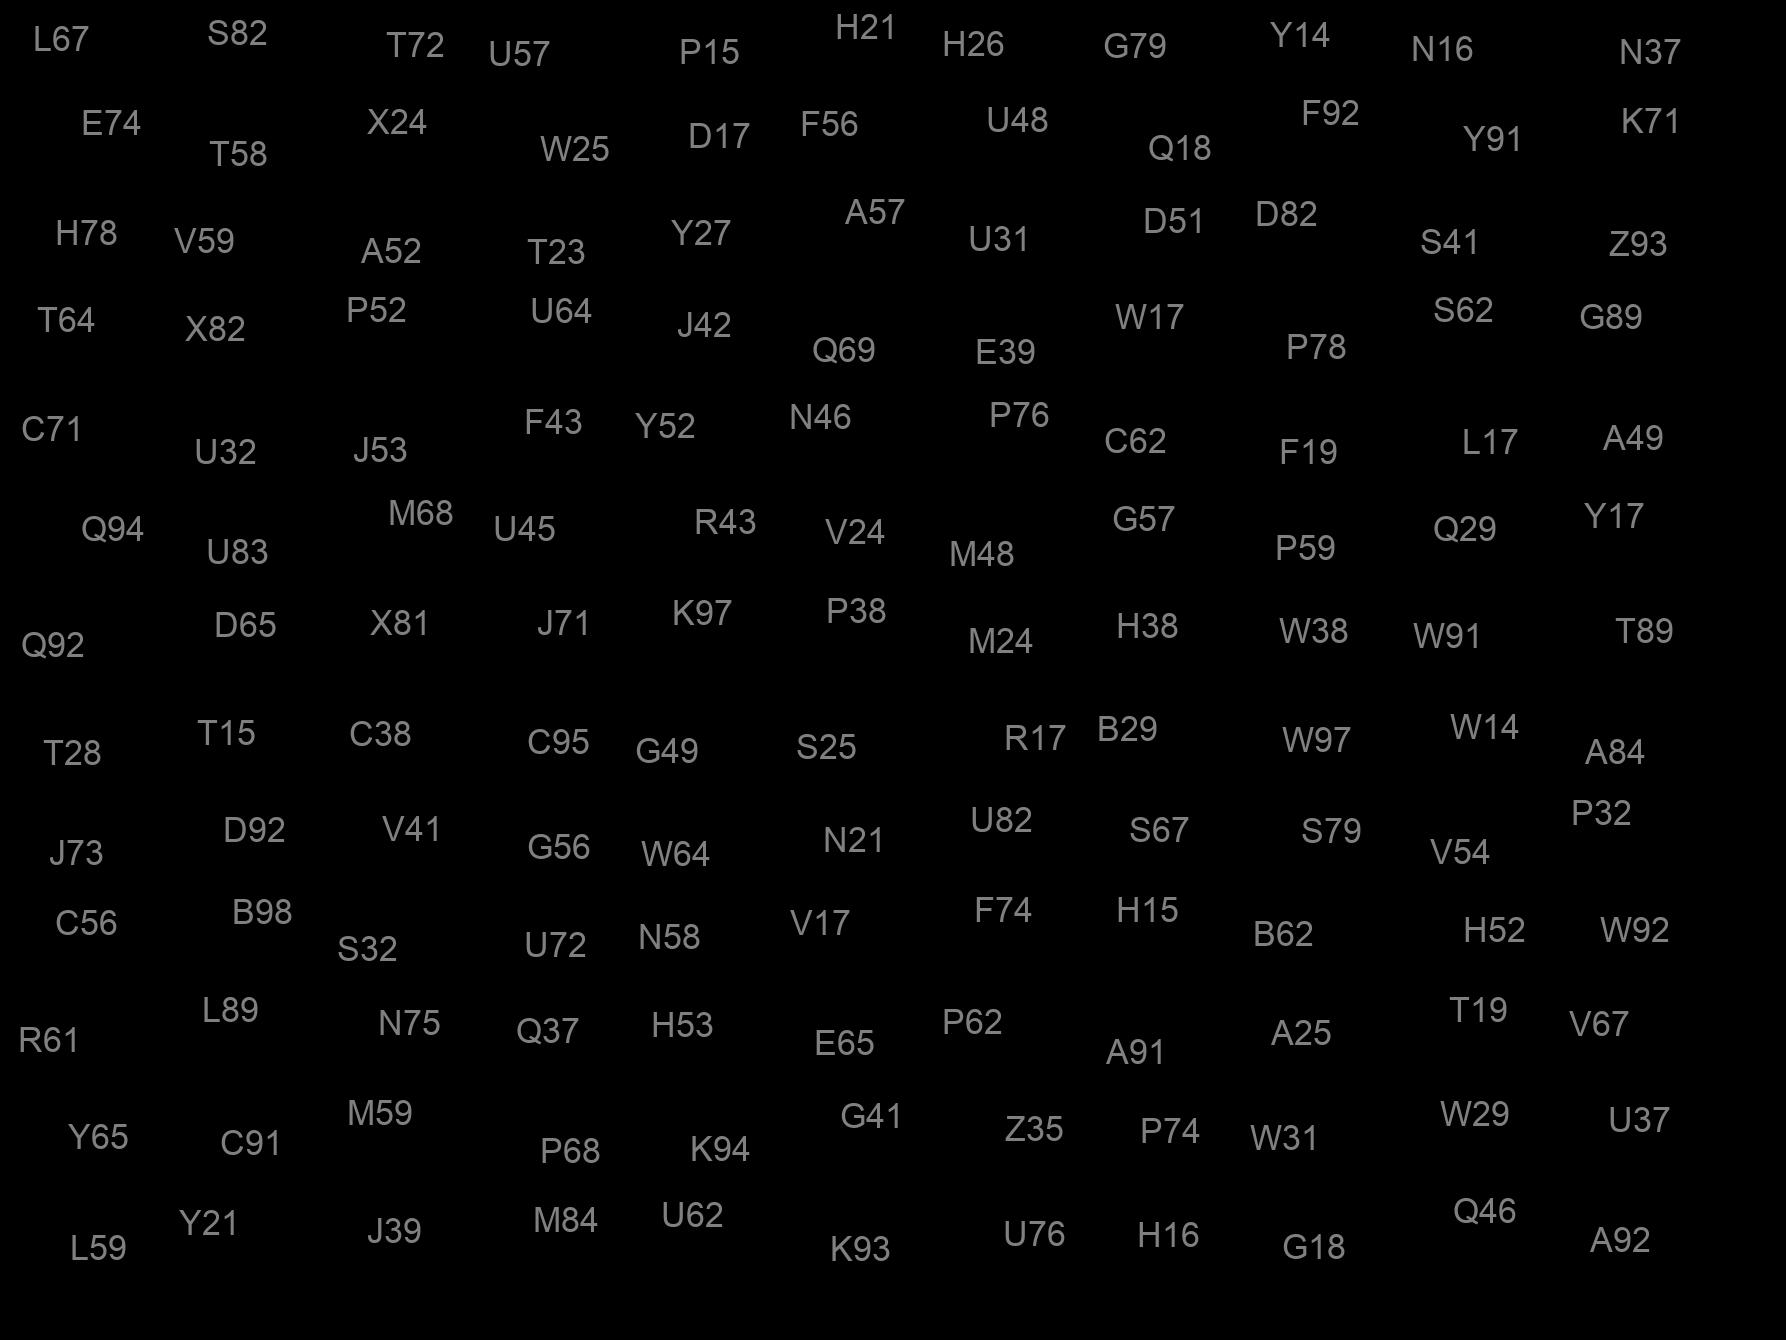 L67 S82 T72 U57 P15 H21 H26 G79 Y14 N16 N37
E74 T58 X24 W25 D17 F56 U48 Q18 F92 Y91 K71
H78 V59 A52 T23 Y27 A57 U31 D51 D82 S41 Z93
T64 X82 P52 U64 J42 Q69 E39 W17 P78 S62 G89
C71 U32 J53 F43 Y52 N46 P76 C62 F19 L17 A49
Q94 U83 M68 U45 R43 V24 M48 G57 P59 Q29 Y17
Q92 D65 X81 J71 K97 P38 M24 H38 W38 W91 T89
T28 T15 C38 C95 G49 S25 R17 B29 W97 W14 A84
J73 D92 V41 G56 W64 N21 U82 S67 S79 V54 P32
C56 B98 S32 U72 N58 V17 F74 H15 B62 H52 W92
R61 L89 N75 Q37 H53 E65 P62 A91 A25 T19 V67
Y65 C91 M59 P68 K94 G41 Z35 P74 W31 W29 U37
L59 Y21 J39 M84 U62 K93 U76 H16 G18 Q46 A92